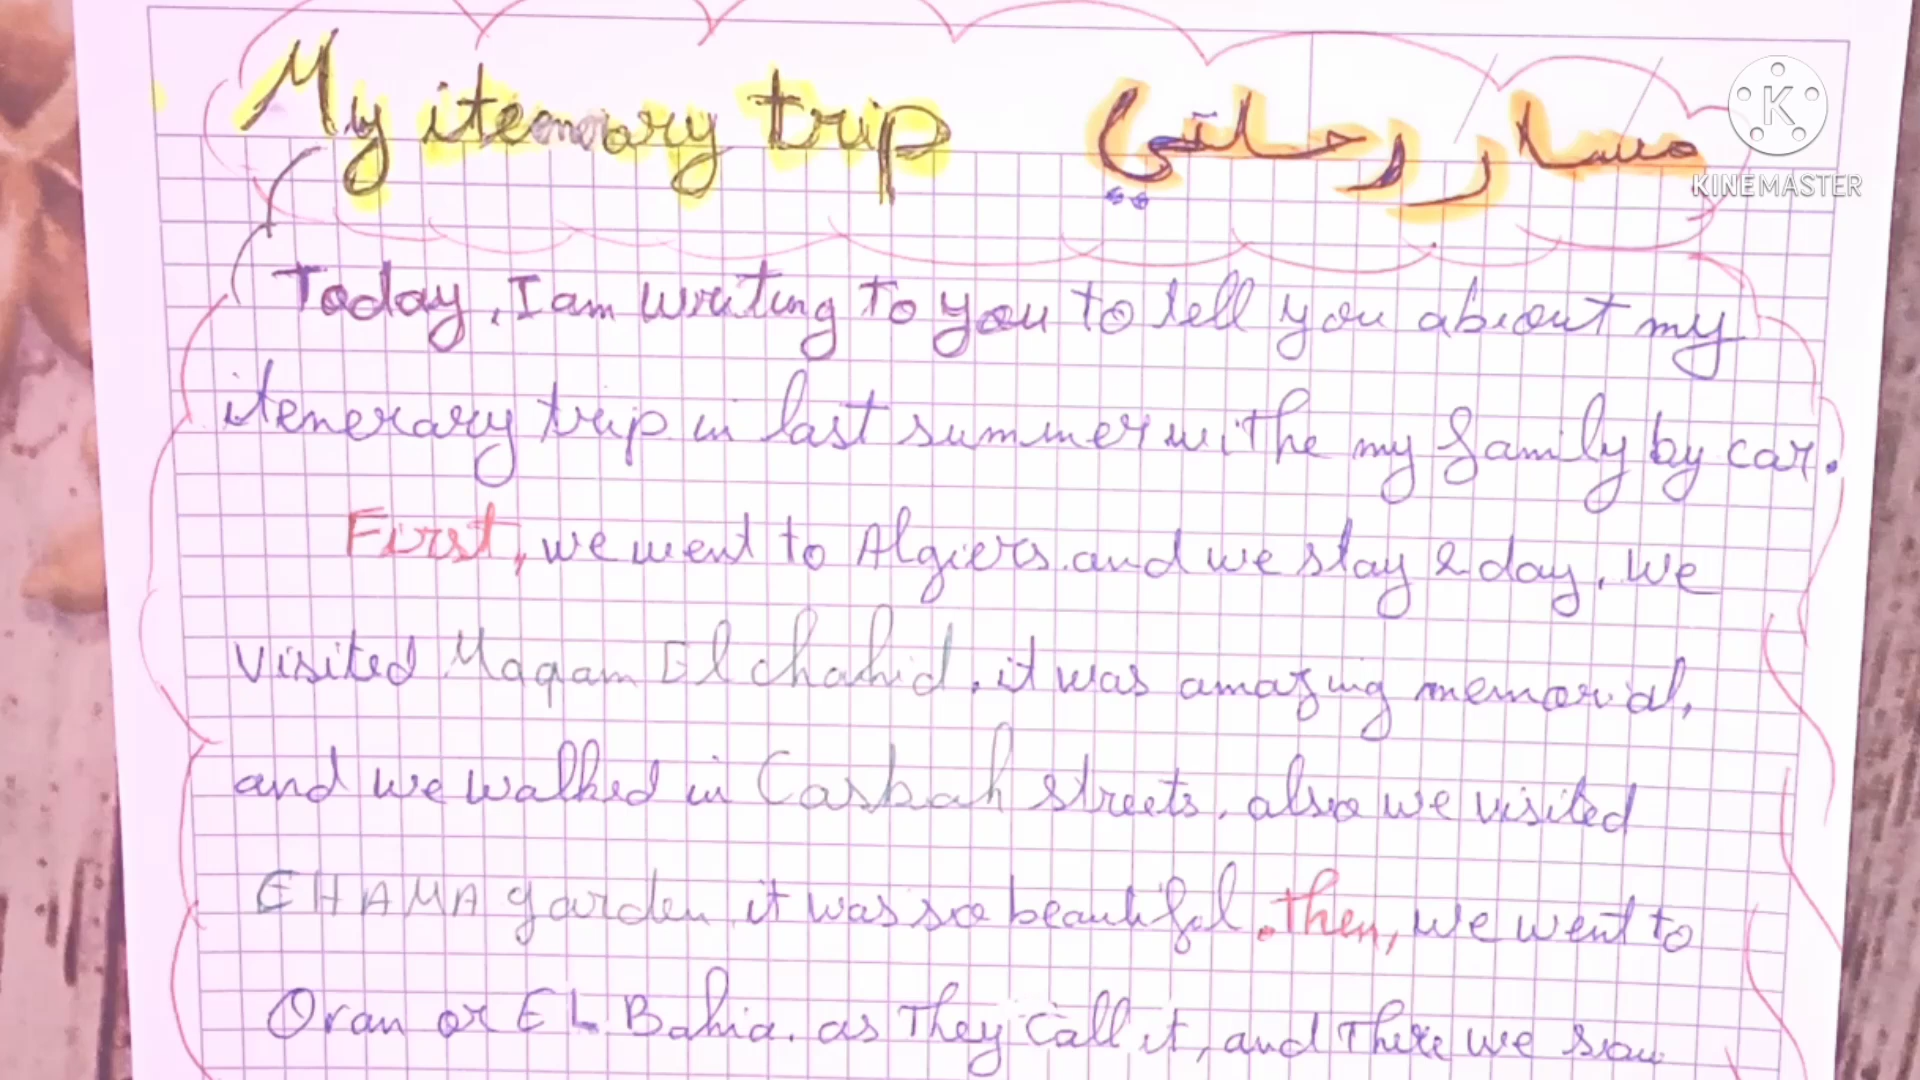 My itemorary trip مسار رحلتي
KINEMASTER
Today, I am writing to you to tell you about my
itenerary trip in last summer withe my family by car.
First, we went to Algiers. and we stay 2 day, we
visited Maqam El chahid, it was amazing memorial,
and we walked in Casbah streets, also we visited
EHAMA garden it was so beautiful. Then, we went to
Oran or EL Bahia. as They call it, and There we saw